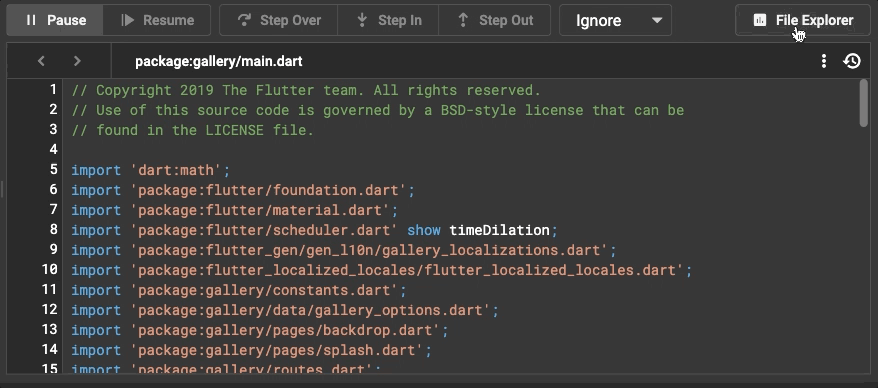 Pause Resume Step Over Step In Step Out Ignore File Explorer
package:gallery/main.dart
1 // Copyright 2019 The Flutter team. All rights reserved.
2 // Use of this source code is governed by a BSD-style license that can be
3 // found in the LICENSE file.
4
5 import 'dart:math';
6 import 'package:flutter/foundation.dart';
7 import 'package:flutter/material.dart';
8 import 'package:flutter/scheduler.dart' show timeDilation;
9 import 'package:flutter_gen/gen_l10n/gallery_localizations.dart';
10 import 'package:flutter_localized_locales/flutter_localized_locales.dart';
11 import 'package:gallery/constants.dart';
12 import 'package:gallery/data/gallery_options.dart';
13 import 'package:gallery/pages/backdrop.dart';
14 import 'package:gallery/pages/splash.dart';
15 import 'package:gallery/routes.dart';